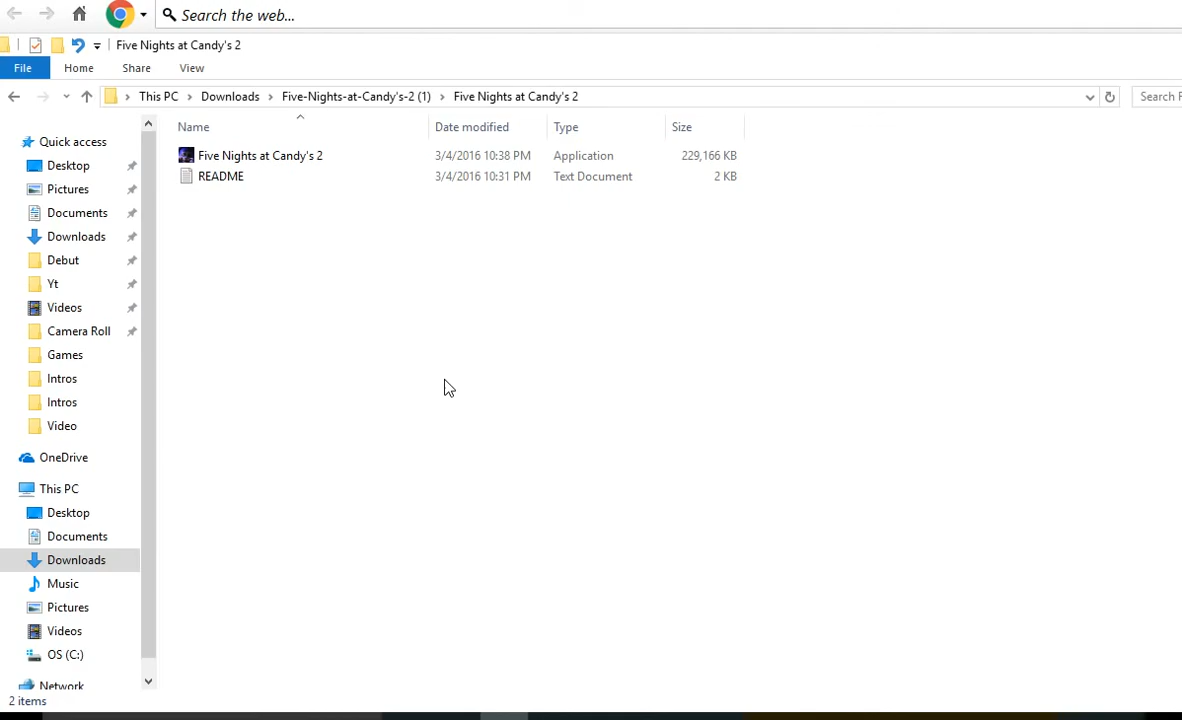 Search the web...
Five Nights at Candy's 2
File Home Share View
This PC Downloads Five-Nights-at-Candy's-2 (1) Five Nights at Candy's 2
Name Date modified Type Size
Five Nights at Candy's 2 3/4/2016 10:38 PM Application 229,166 KB
README 3/4/2016 10:31 PM Text Document 2 KB
Quick access
Desktop
Pictures
Documents
Downloads
Debut
Yt
Videos
Camera Roll
Games
Intros
Intros
Video
OneDrive
This PC
Desktop
Documents
Downloads
Music
Pictures
Videos
OS (C:)
Network
2 items